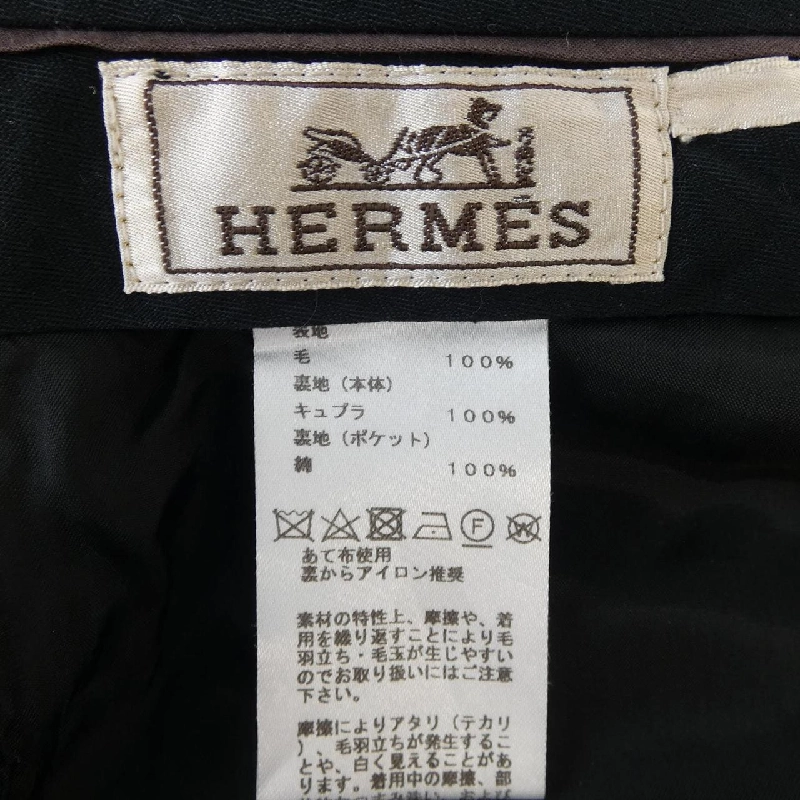 HERMÈS
表地
毛 100%
裏地（本体）
キュプラ 100%
裏地（ポケット）
綿 100%
F
W
あて布使用
裏からアイロン推奨
素材の特性上、摩擦や、着
用を繰り返すことにより毛
羽立ち・毛玉が生じやすい
のでお取り扱いにはご注意
下さい。
摩擦によりアタリ（テカリ
）、毛羽立ちが発生するこ
とや、白く見えることがあ
ります。着用中の摩擦、部